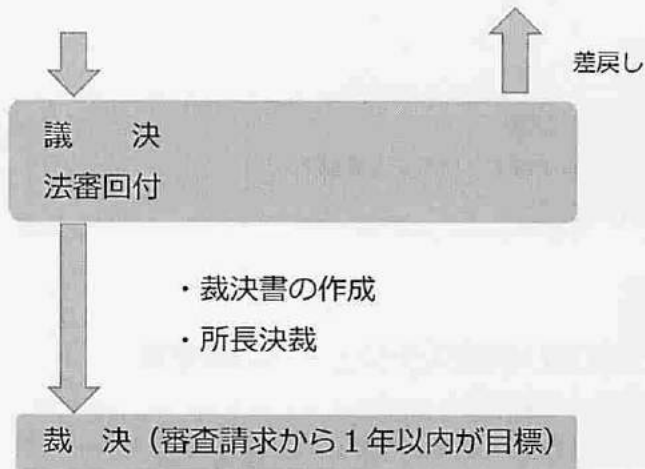 差戻し
議　　決
法審回付
・裁決書の作成
・所長決裁
裁　決（審査請求から１年以内が目標）